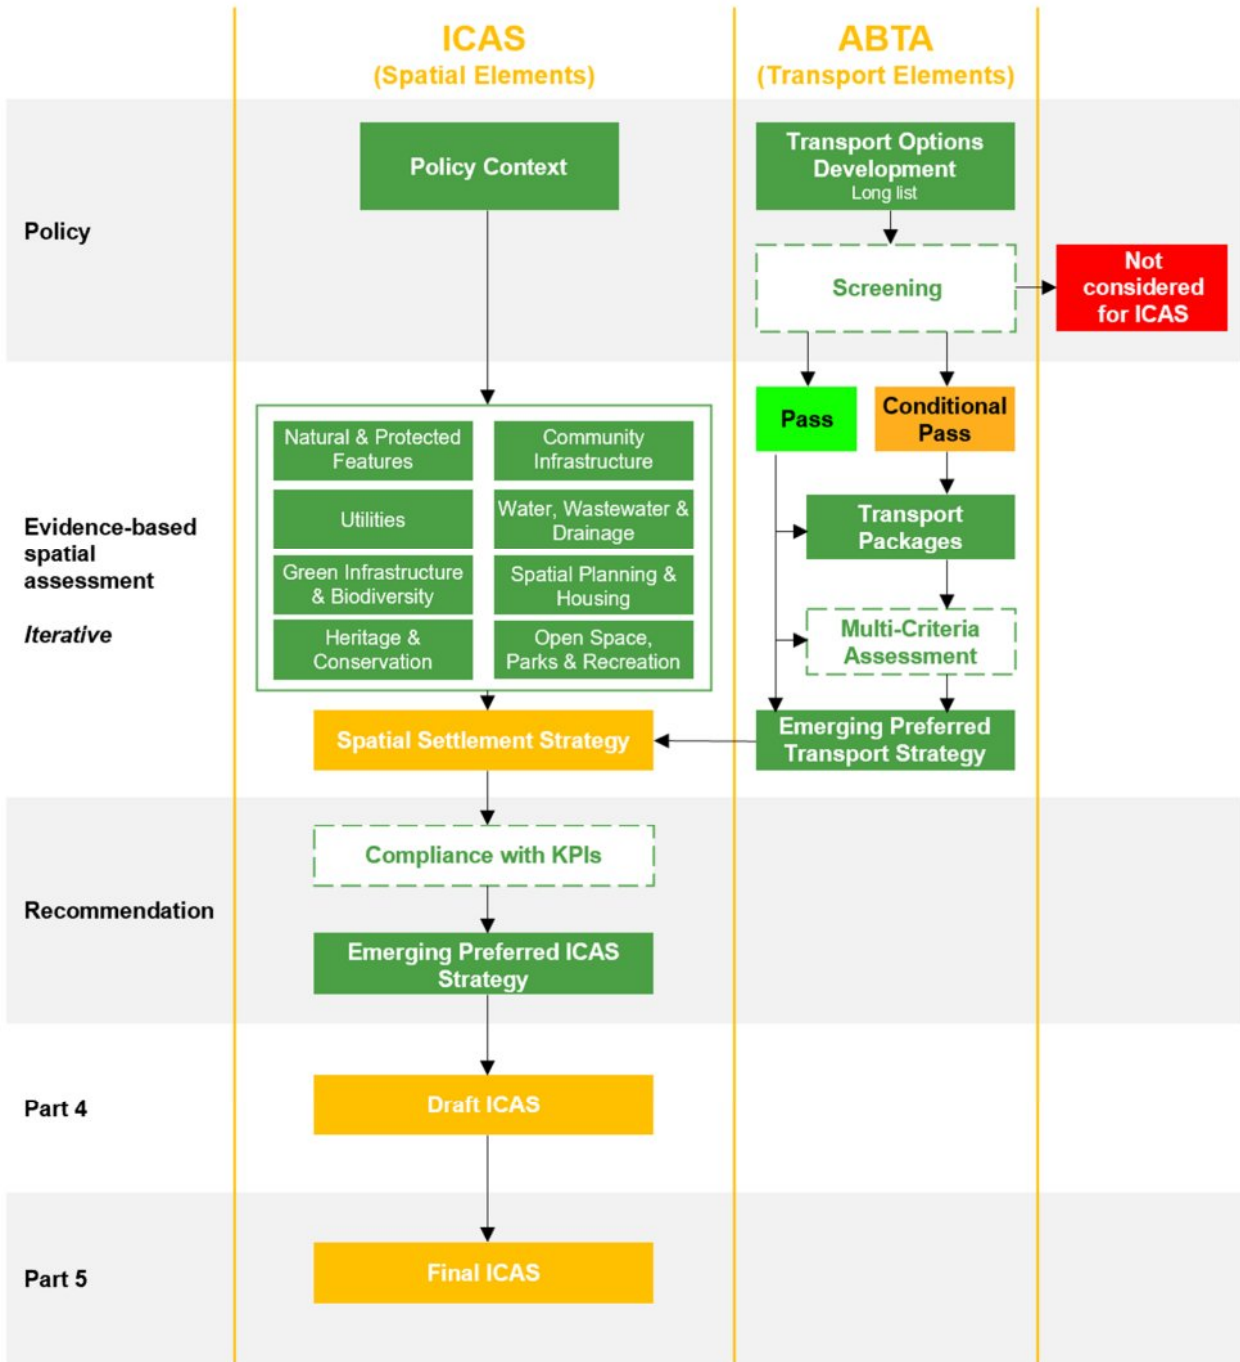 ICAS
(Spatial Elements)
ABTA
(Transport Elements)
Policy
Policy Context
Transport Options
Development
Long list
Screening
Not
considered
for ICAS
Evidence-based
spatial
assessment
Iterative
Natural & Protected
Features
Community
Infrastructure
Utilities
Water, Wastewater &
Drainage
Green Infrastructure
& Biodiversity
Spatial Planning &
Housing
Heritage &
Conservation
Open Space,
Parks & Recreation
Spatial Settlement Strategy
Pass
Conditional
Pass
Transport
Packages
Multi-Criteria
Assessment
Emerging Preferred
Transport Strategy
Recommendation
Compliance with KPIs
Emerging Preferred ICAS
Strategy
Part 4
Draft ICAS
Part 5
Final ICAS